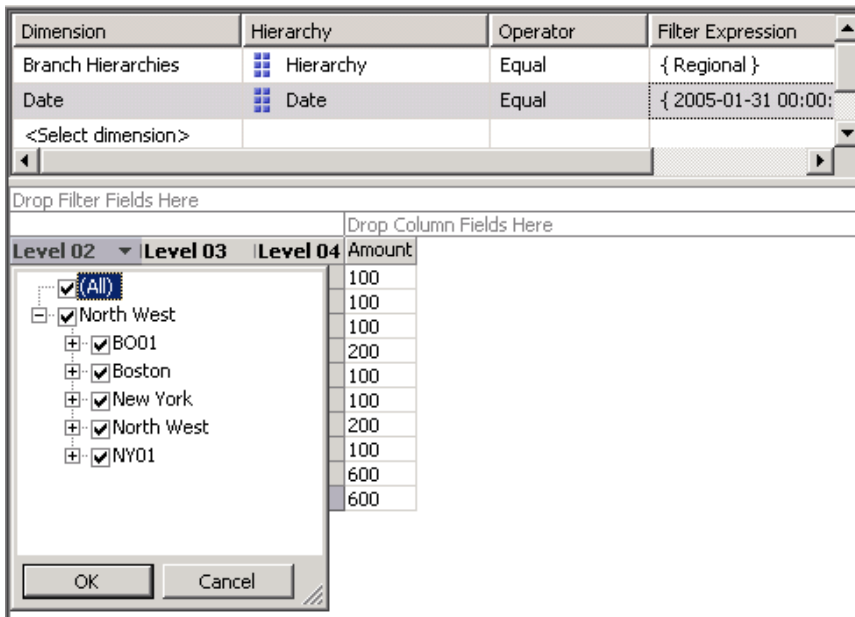 Dimension Hierarchy Operator Filter Expression
Branch Hierarchies Hierarchy Equal { Regional }
Date Date Equal { 2005-01-31 00:00:
<Select dimension>
Drop Filter Fields Here
Drop Column Fields Here
Level 02 Level 03 Level 04 Amount
(All) 100
100
North West 100
BO01 200
Boston 100
New York 100
North West 200
NY01 100
600
600
OK Cancel